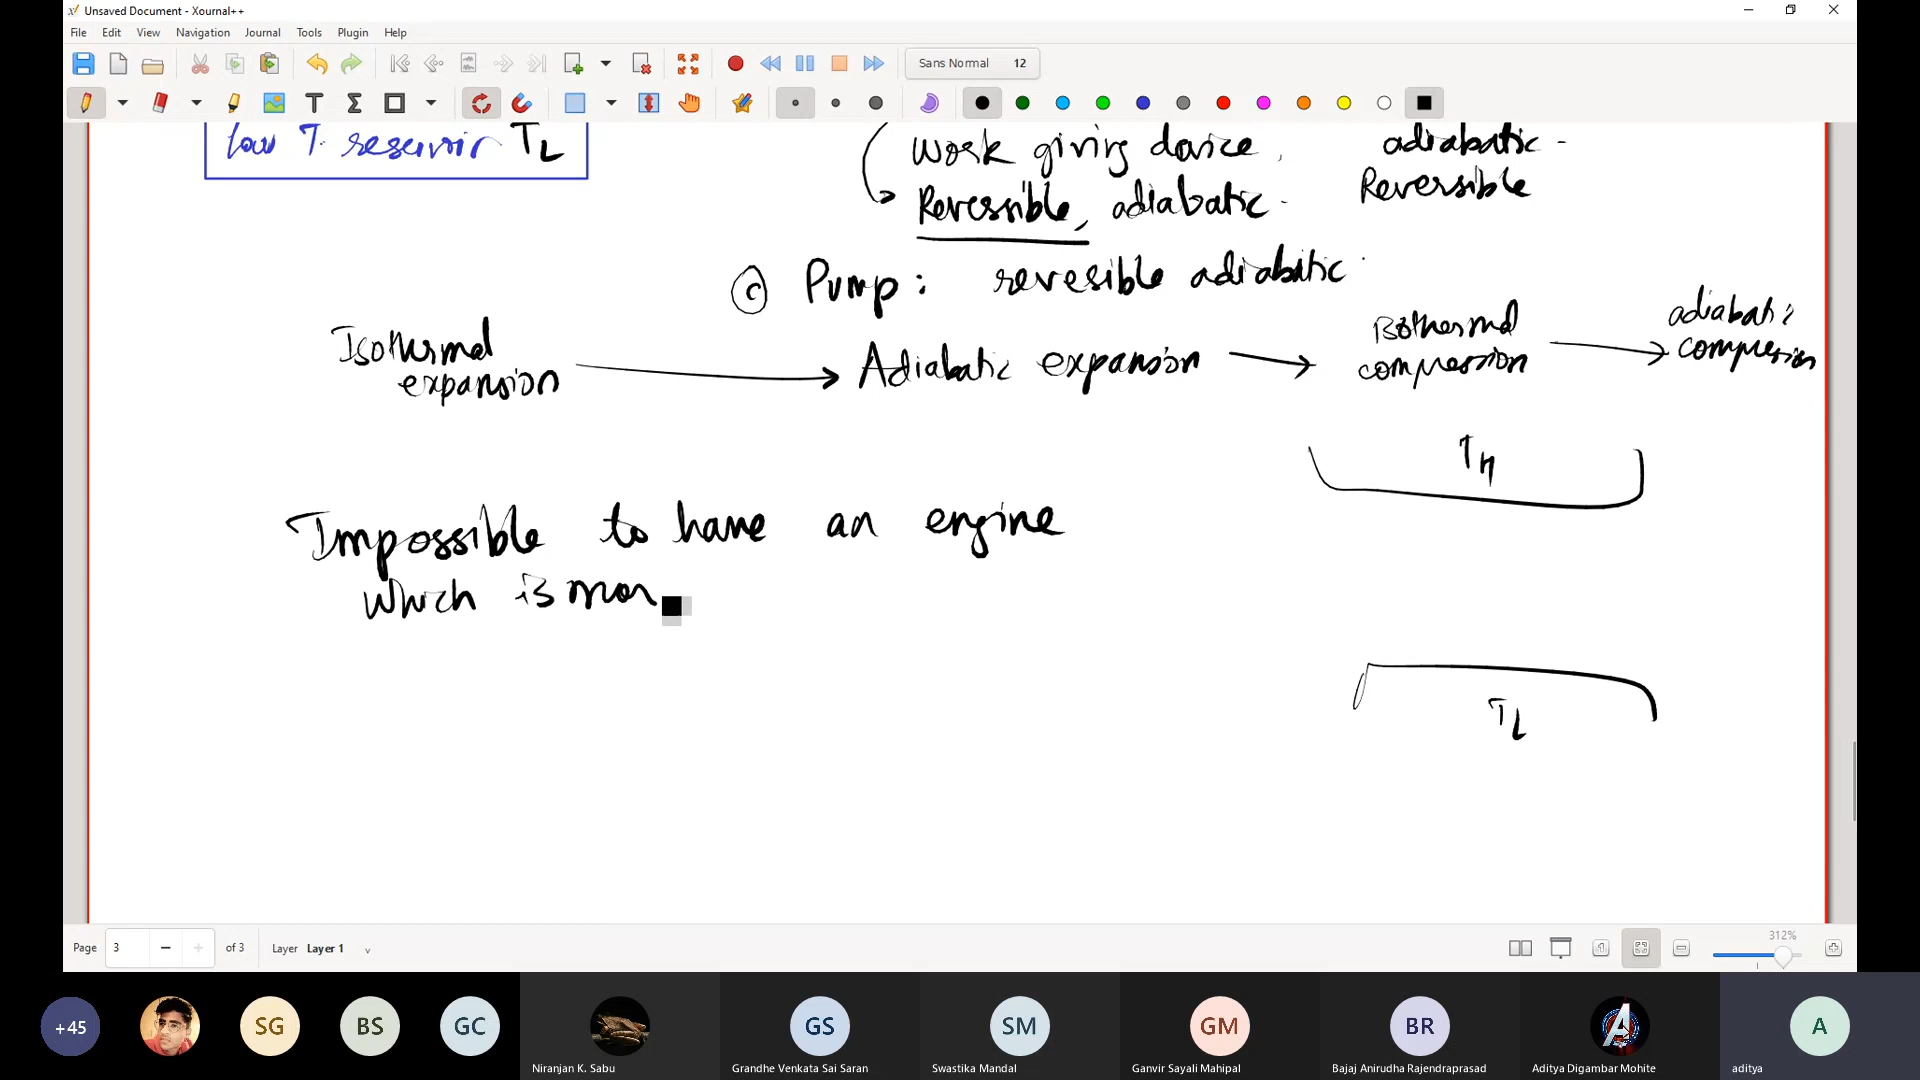 Unsaved Document - Xournal++
File Edit View Navigation Journal Tools Plugin Help
Sans Normal 12
low T. reservoir TL
work giving device, adiabatic -
Reversible, adiabatic - Reversible
(c) Pump: revesible adiabatic
Isothermal expansion → Adiabatic expansion → Isothermal compression → adiabatic compression
TH
Impossible to have an engine
which is mor
TL
Page 3 of 3 Layer Layer 1 312%
+45 SG BS GC GS SM GM BR A
Niranjan K. Sabu Grandhe Venkata Sai Saran Swastika Mandal Ganvir Sayali Mahipal Bajaj Anirudha Rajendraprasad Aditya Digambar Mohite aditya